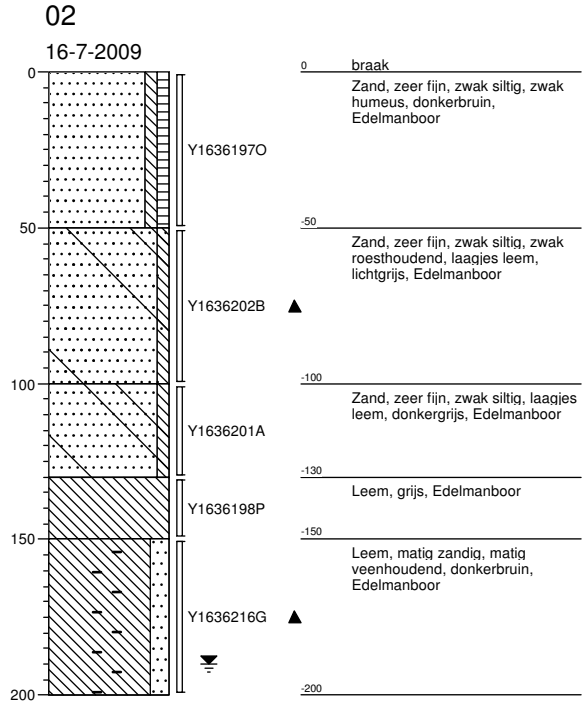 02
16-7-2009
0
50
100
150
200
Y1636197O
Y1636202B
Y1636201A
Y1636198P
Y1636216G
0
braak
Zand, zeer fijn, zwak siltig, zwak
humeus, donkerbruin,
Edelmanboor
-50
Zand, zeer fijn, zwak siltig, zwak
roesthoudend, laagjes leem,
lichtgrijs, Edelmanboor
-100
Zand, zeer fijn, zwak siltig, laagjes
leem, donkergrijs, Edelmanboor
-130
Leem, grijs, Edelmanboor
-150
Leem, matig zandig, matig
veenhoudend, donkerbruin,
Edelmanboor
-200